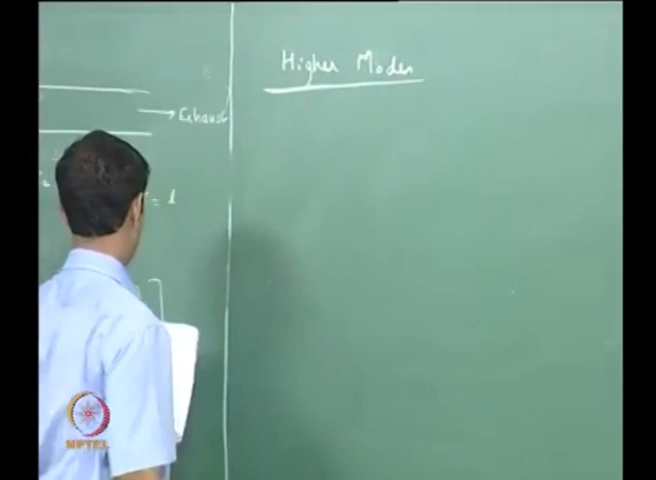 Higher Modes
→ Exhaust
= l
NPTEL